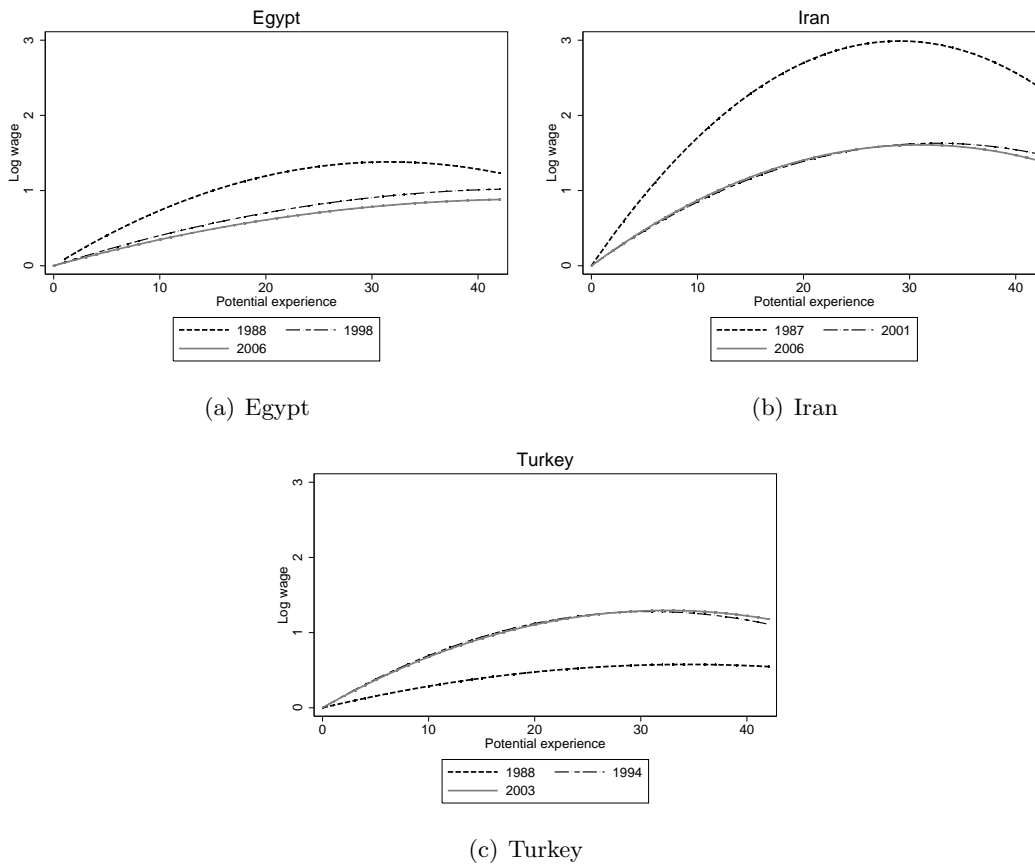 Egypt
3
2
1
0
Log wage
0 10 20 30 40
Potential experience
1988 1998
2006
(a) Egypt
Iran
3
2
1
0
Log wage
0 10 20 30 40
Potential experience
1987 2001
2006
(b) Iran
Turkey
3
2
1
0
Log wage
0 10 20 30 40
Potential experience
1988 1994
2003
(c) Turkey